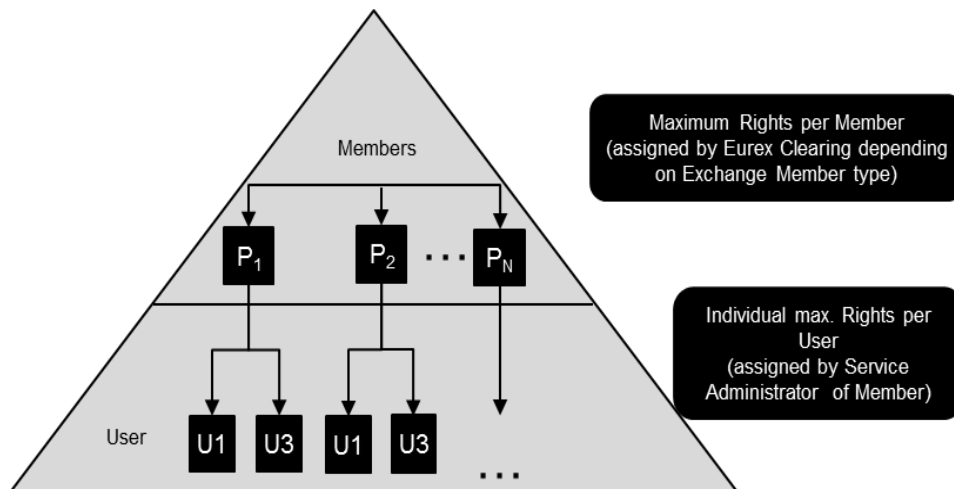 Members
Maximum Rights per Member
(assigned by Eurex Clearing depending
on Exchange Member type)
P1 P2 ... PN
Individual max. Rights per
User
(assigned by Service
Administrator of Member)
User
U1 U3 U1 U3 ...